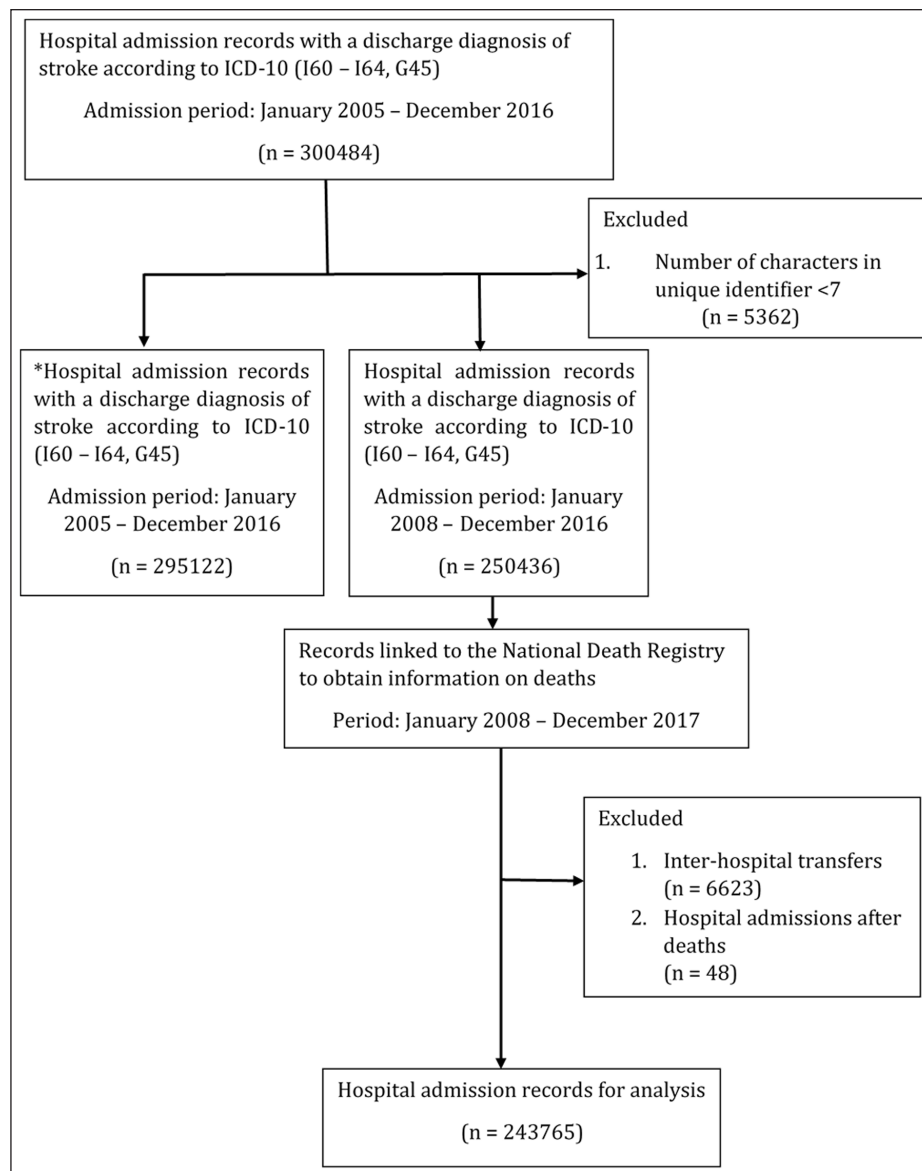 Hospital admission records with a discharge diagnosis of
stroke according to ICD-10 (I60 – I64, G45)
Admission period: January 2005 – December 2016
(n = 300484)
Excluded
1. Number of characters in
unique identifier <7
(n = 5362)
*Hospital admission records
with a discharge diagnosis of
stroke according to ICD-10
(I60 – I64, G45)
Admission period: January
2005 – December 2016
(n = 295122)
Hospital admission records
with a discharge diagnosis of
stroke according to ICD-10
(I60 – I64, G45)
Admission period: January
2008 – December 2016
(n = 250436)
Records linked to the National Death Registry
to obtain information on deaths
Period: January 2008 – December 2017
Excluded
1. Inter-hospital transfers
(n = 6623)
2. Hospital admissions after
deaths
(n = 48)
Hospital admission records for analysis
n = 243765)